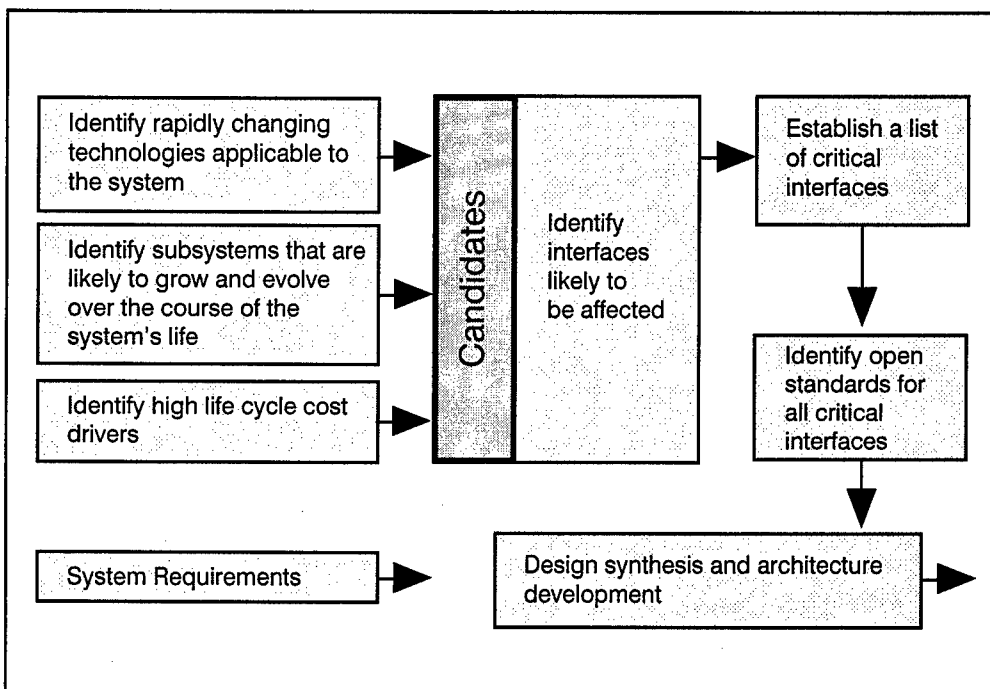 Identify rapidly changing
technologies applicable to
the system
Identify subsystems that are
likely to grow and evolve
over the course of the
system's life
Identify high life cycle cost
drivers
Candidates
Identify
interfaces
likely to
be affected
Establish a list
of critical
interfaces
Identify open
standards for
all critical
interfaces
System Requirements
Design synthesis and architecture
development